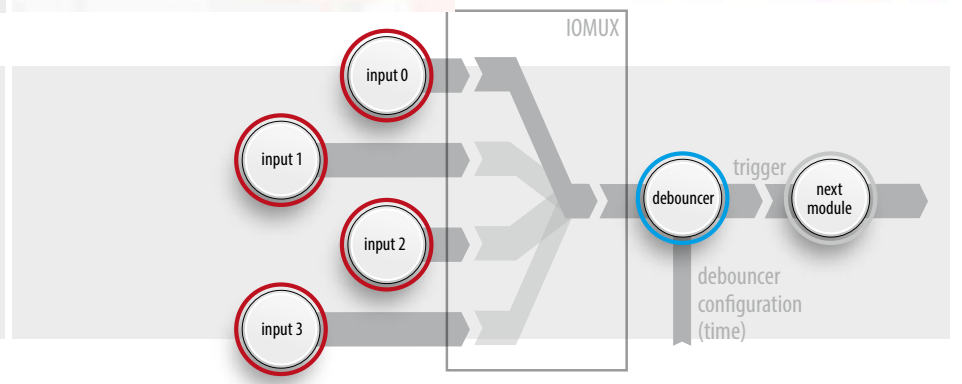 IOMUX
input 0
input 1
input 2
input 3
debouncer
trigger
next
module
debouncer
configuration
(time)